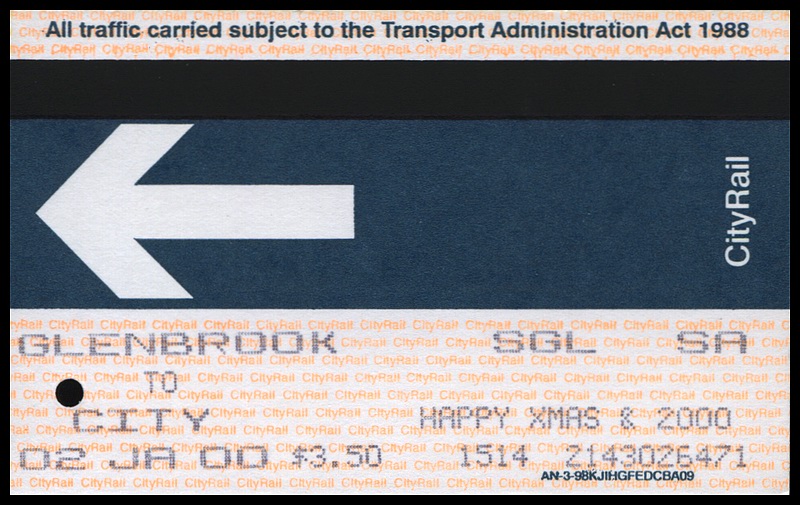 All traffic carried subject to the Transport Administration Act 1988
CityRail
GLENBROOK SGL SA
TO
CITY HAPPY XMAS & 2000
02 JA 00 $3.50 1514 2143026471
AN-3-98KJIHGFEDCBA09